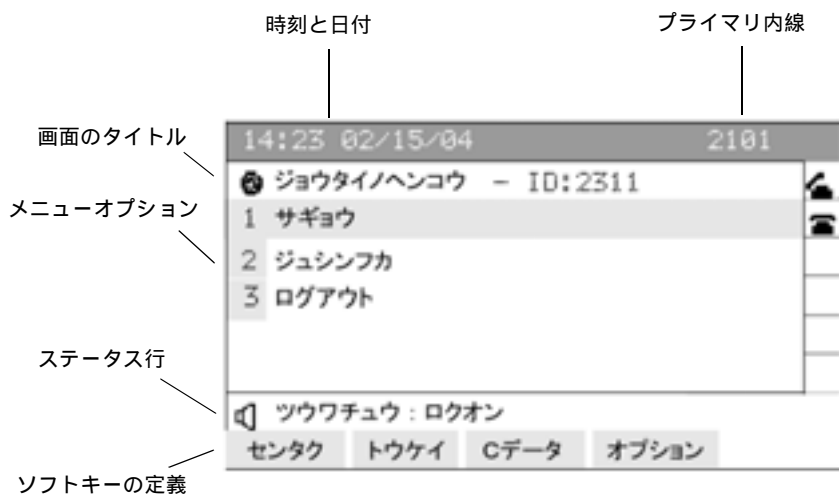 時刻と日付
プライマリ内線
画面のタイトル
14:23 02/15/04 2101
ジョウタイノヘンコウ - ID:2311
メニューオプション
1 サギョウ
2 ジュシンフカ
3 ログアウト
ステータス行
ツウワチュウ:ロクオン
センタク トウケイ Cデータ オプション
ソフトキーの定義